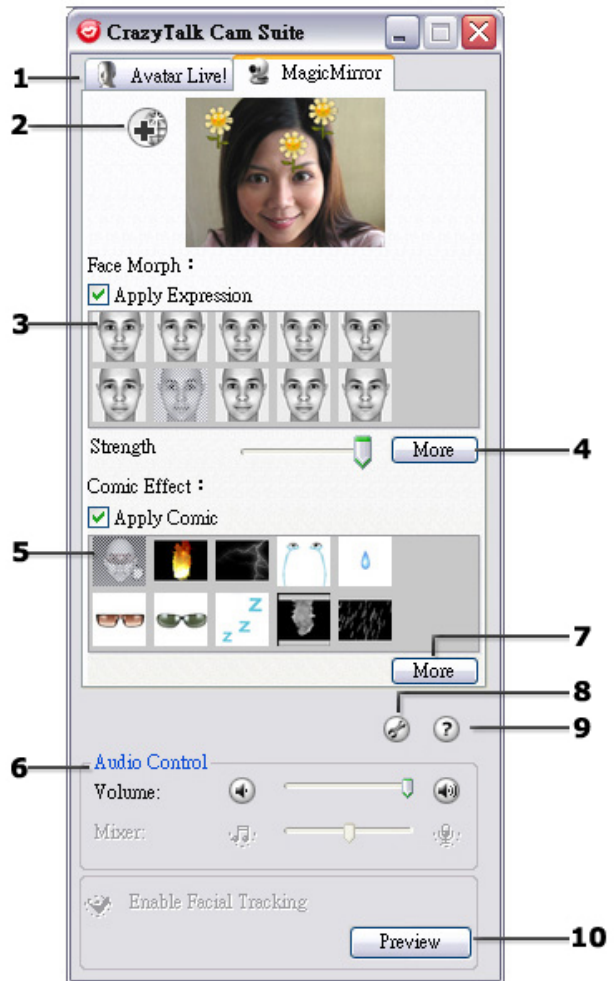 CrazyTalk Cam Suite
1 Avatar Live! MagicMirror
2
Face Morph :
Apply Expression
3
Strength More 4
Comic Effect :
Apply Comic
5
z z z
7
More
8
? 9
6 Audio Control
Volume:
Mixer:
Enable Facial Tracking
Preview 10